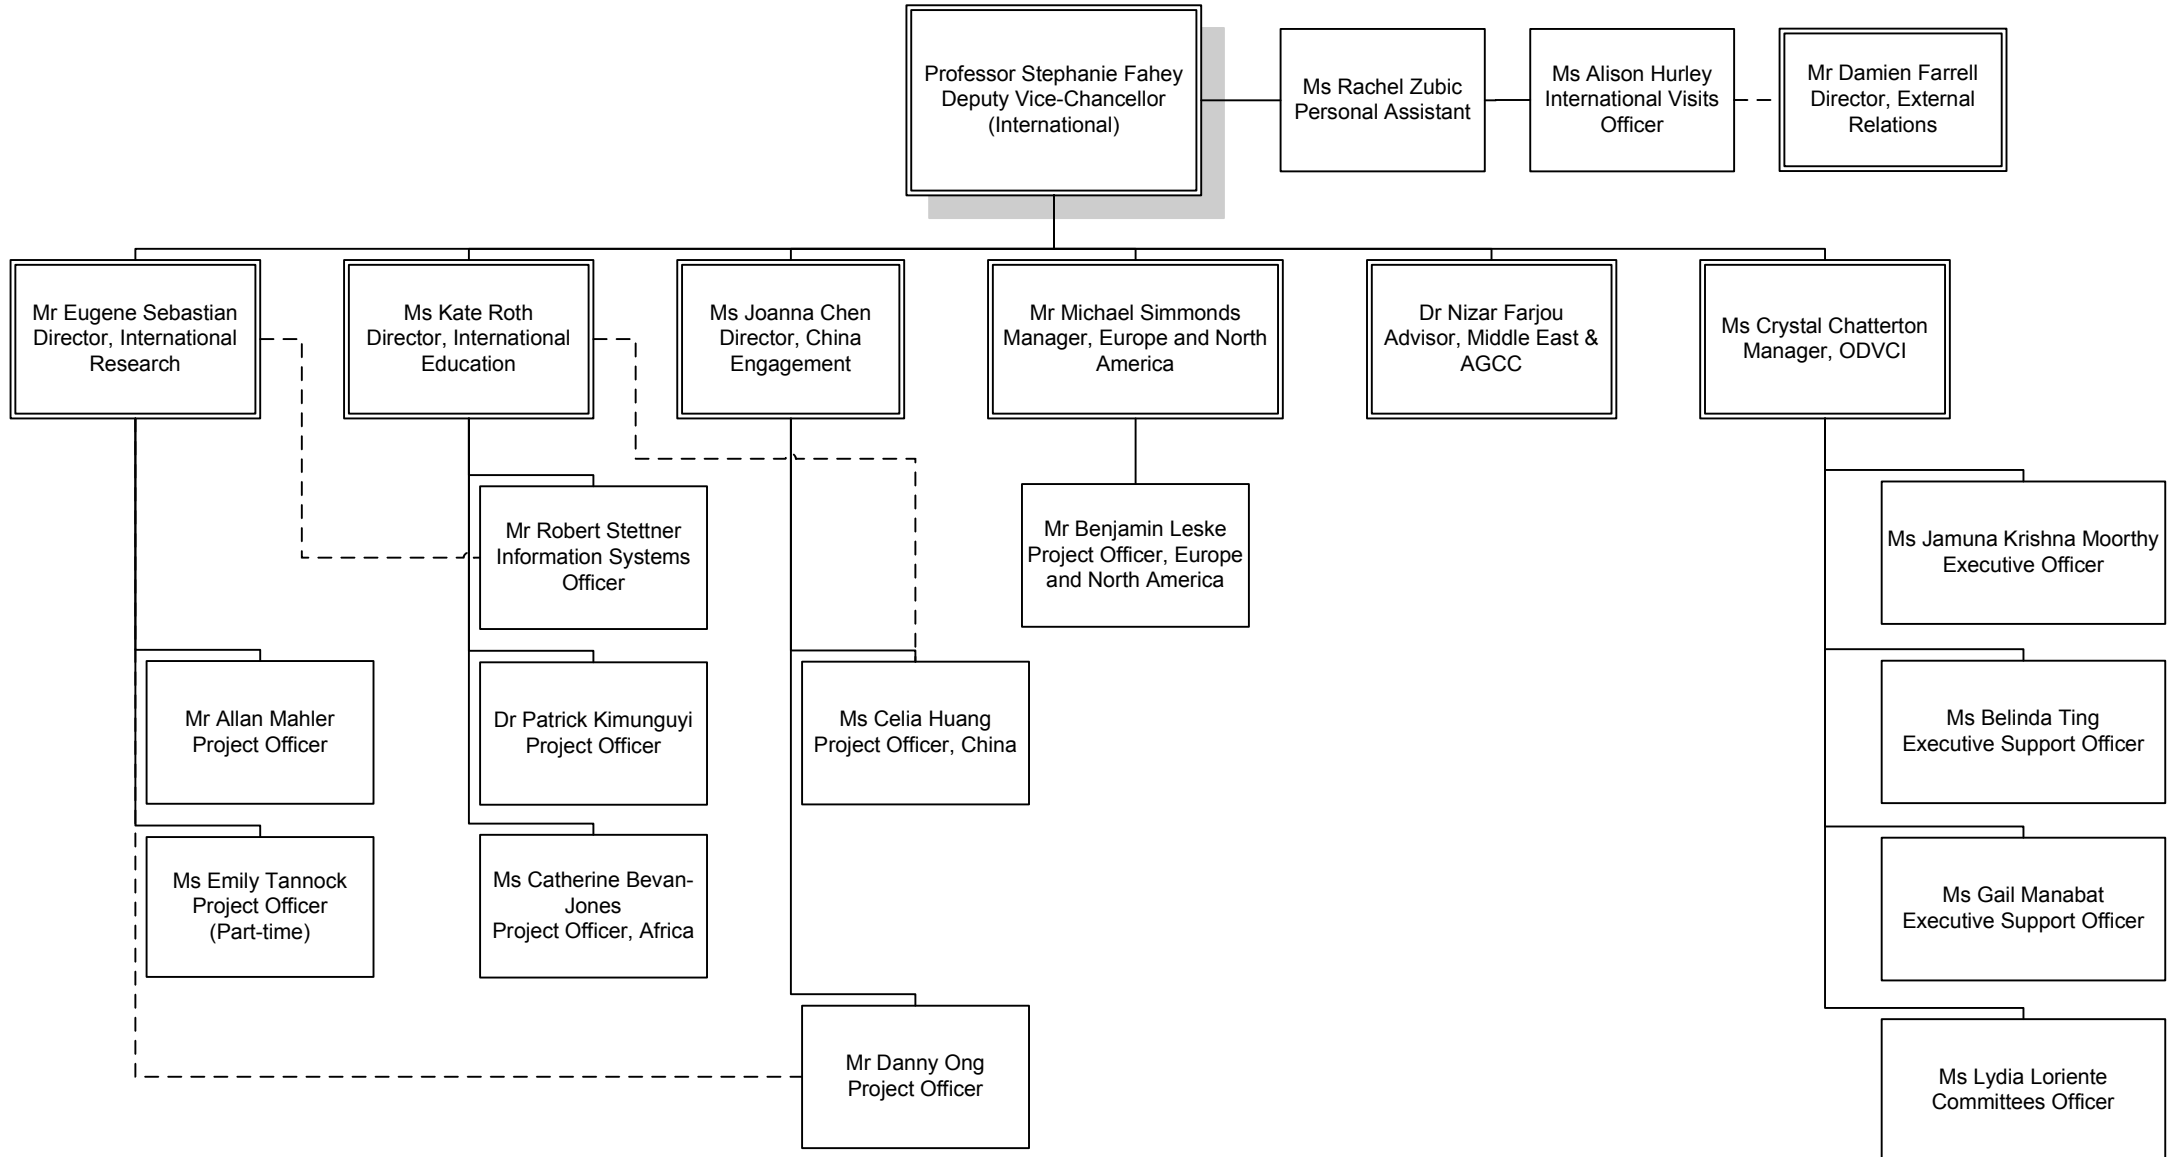 Professor Stephanie Fahey
Deputy Vice-Chancellor
(International)
Ms Rachel Zubic
Personal Assistant
Ms Alison Hurley
International Visits
Officer
Mr Damien Farrell
Director, External
Relations
Mr Eugene Sebastian
Director, International
Research
Ms Kate Roth
Director, International
Education
Ms Joanna Chen
Director, China
Engagement
Mr Michael Simmonds
Manager, Europe and North
America
Dr Nizar Farjou
Advisor, Middle East &
AGCC
Ms Crystal Chatterton
Manager, ODVCI
Mr Robert Stettner
Information Systems
Officer
Mr Benjamin Leske
Project Officer, Europe
and North America
Ms Jamuna Krishna Moorthy
Executive Officer
Mr Allan Mahler
Project Officer
Dr Patrick Kimunguyi
Project Officer
Ms Celia Huang
Project Officer, China
Ms Belinda Ting
Executive Support Officer
Ms Emily Tannock
Project Officer
(Part-time)
Ms Catherine Bevan-
Jones
Project Officer, Africa
Ms Gail Manabat
Executive Support Officer
Mr Danny Ong
Project Officer
Ms Lydia Loriente
Committees Officer